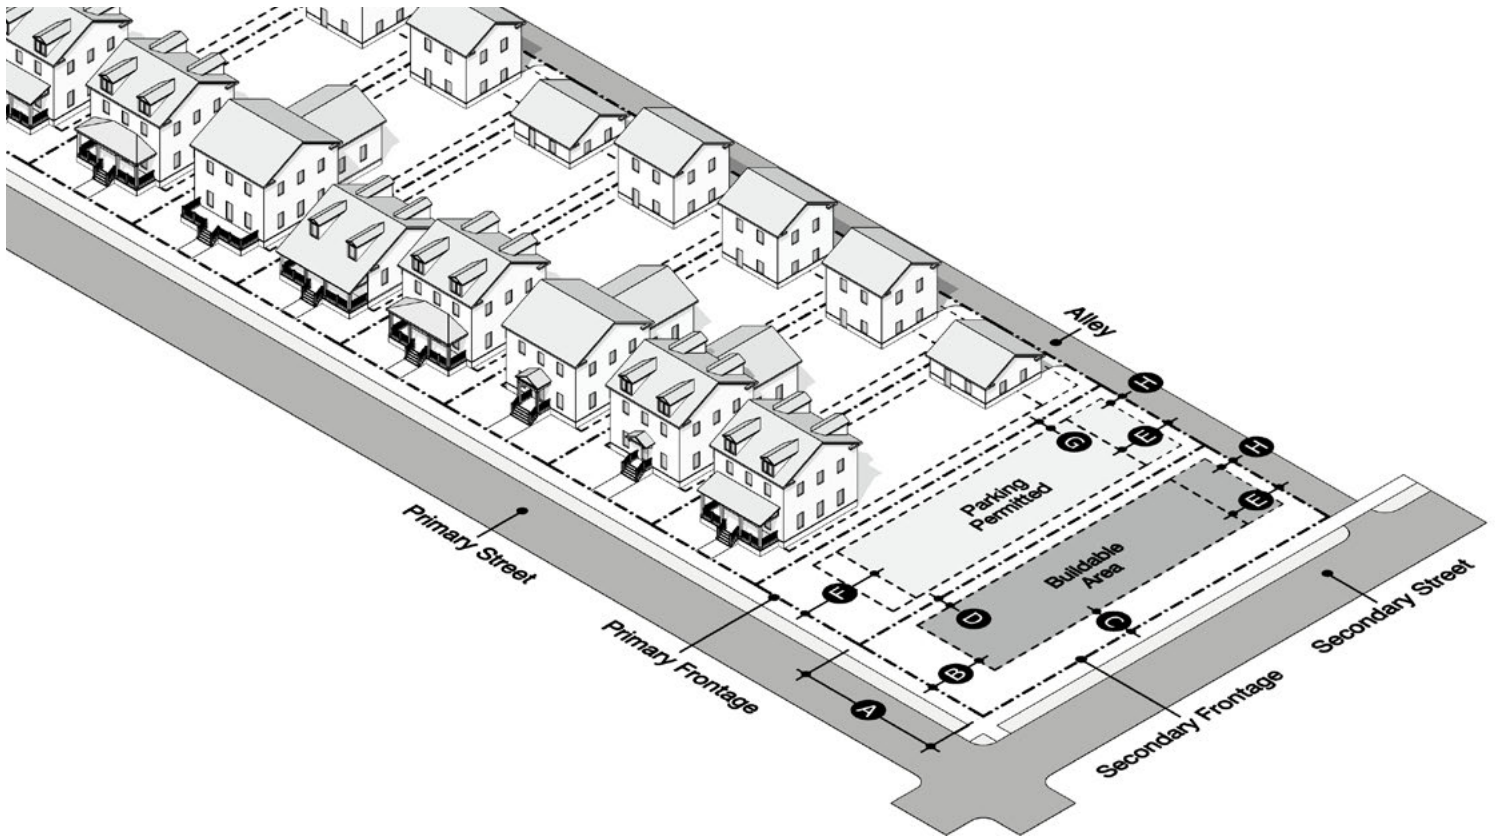 Alley
H
H
G
E
E
Parking
Permitted
Buildable
Area
F
D
C
B
A
Primary Street
Primary Frontage
Secondary Street
Secondary Frontage